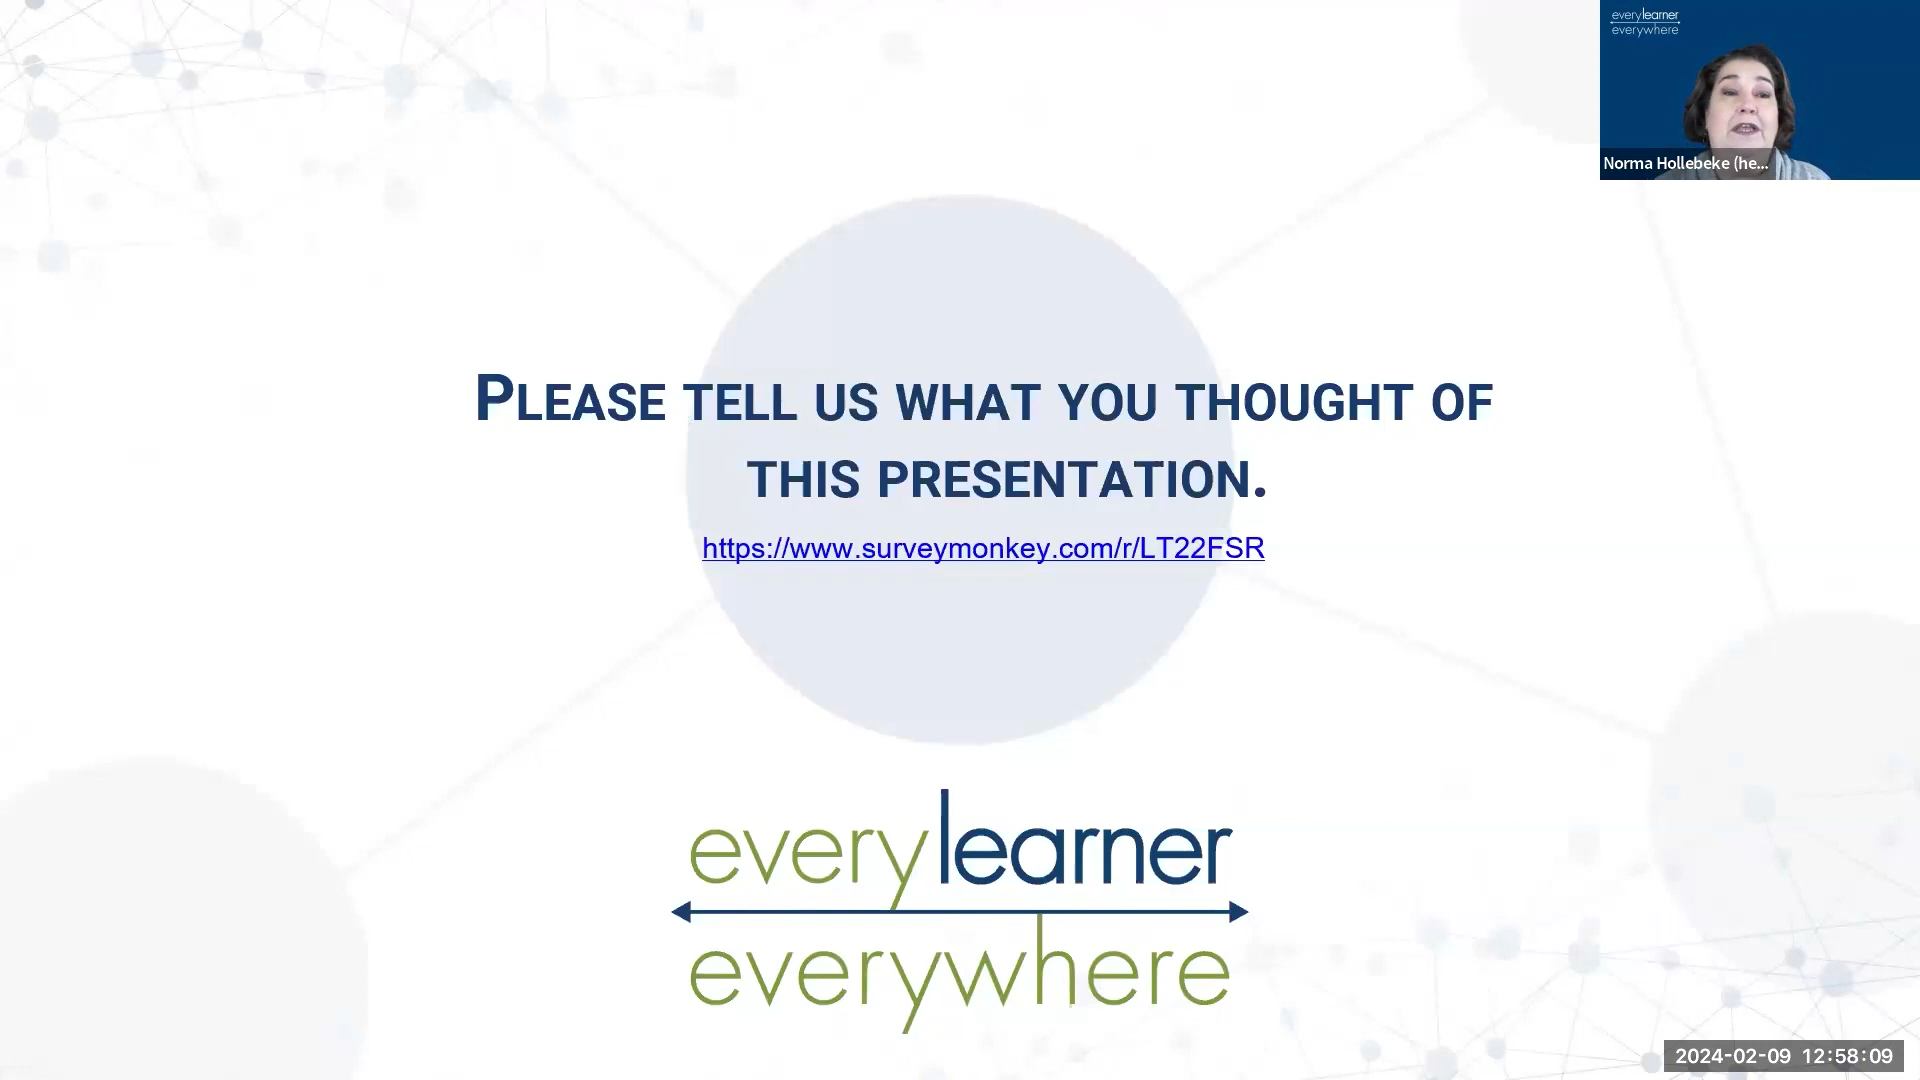 everylearner
everywhere
Norma Hollebeke (he...
Please tell us what you thought of
this presentation.
https://www.surveymonkey.com/r/LT22FSR
everylearner
everywhere
2024-02-09 12:58:09